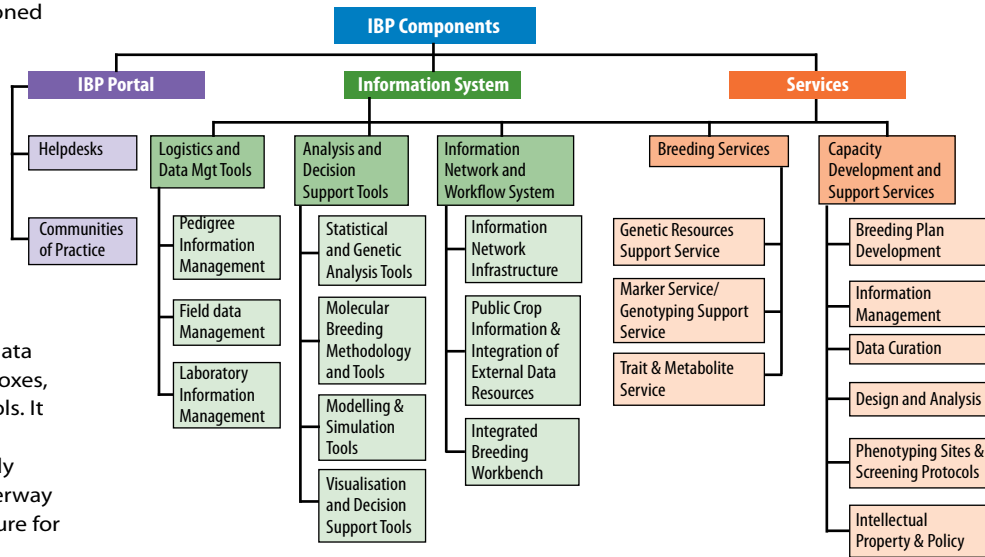 oned
IBP Components
IBP Portal
Information System
Services
Helpdesks
Communities
of Practice
Logistics and
Data Mgt Tools
Pedigree
Information
Management
Field data
Management
Laboratory
Information
Management
Analysis and
Decision
Support Tools
Statistical
and Genetic
Analysis Tools
Molecular
Breeding
Methodology
and Tools
Modelling &
Simulation
Tools
Visualisation
and Decision
Support Tools
Information
Network and
Workflow System
Information
Network
Infrastructure
Public Crop
Information &
Integration of
External Data
Resources
Integrated
Breeding
Workbench
Breeding Services
Genetic Resources
Support Service
Marker Service/
Genotyping Support
Service
Trait & Metabolite
Service
Capacity
Development and
Support Services
Breeding Plan
Development
Information
Management
Data Curation
Design and Analysis
Phenotyping Sites &
Screening Protocols
Intellectual
Property & Policy
ata
oxes,
ols. It
ly
erway
ure for